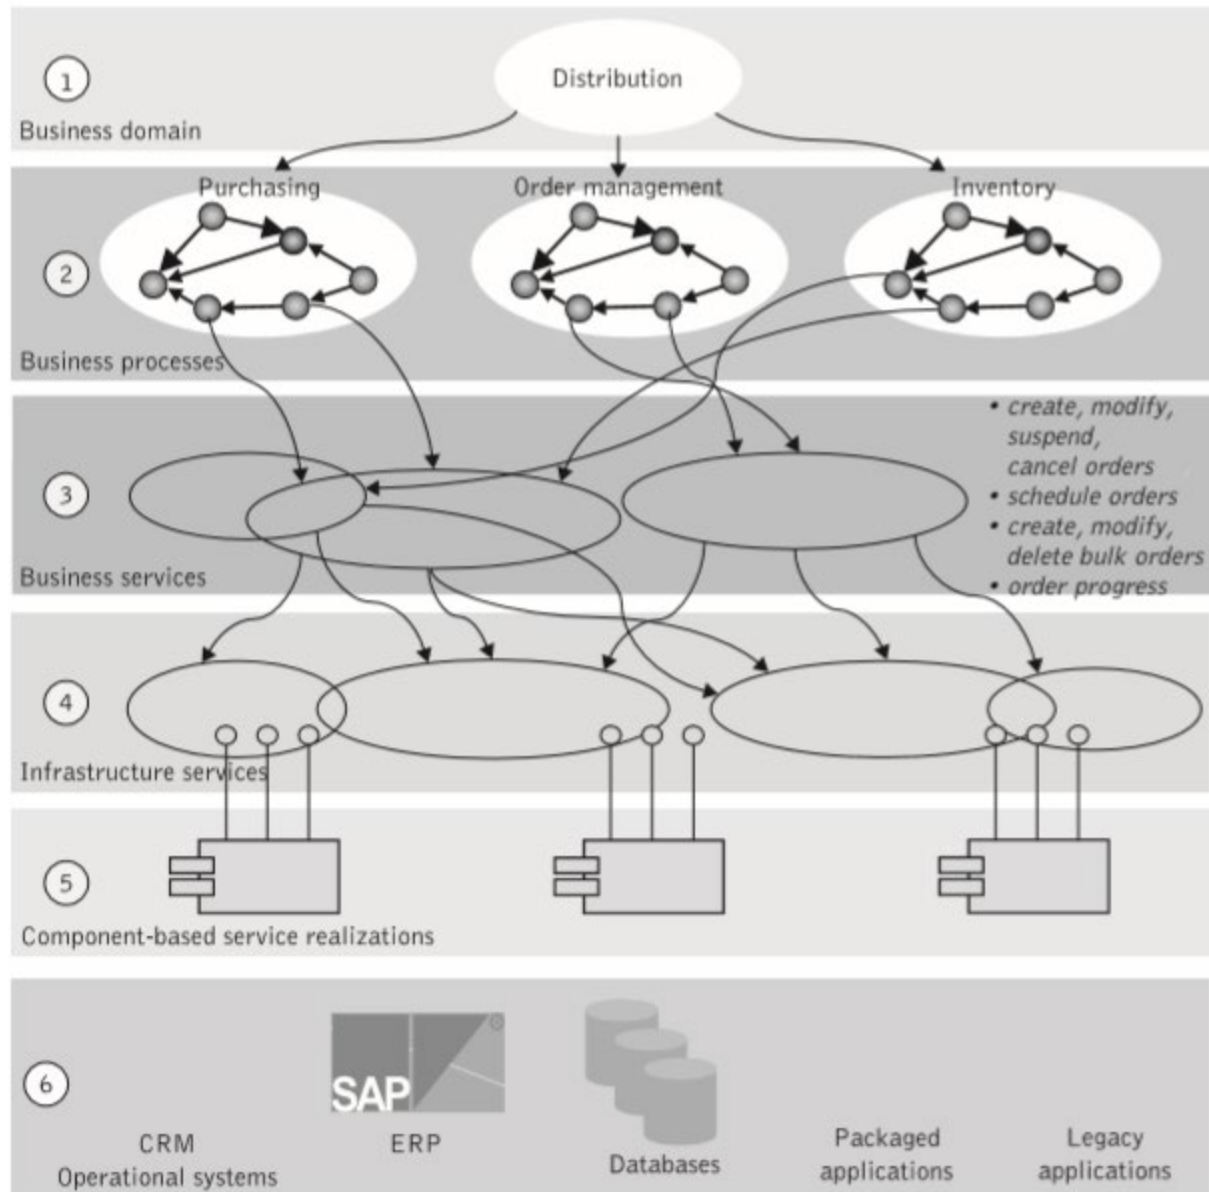 1
Distribution
Business domain
Purchasing
Order management
Inventory
2
Business processes
• create, modify,
suspend,
cancel orders
• schedule orders
• create, modify,
delete bulk orders
• order progress
3
Business services
4
Infrastructure services
5
Component-based service realizations
6
SAP
®
CRM
ERP
Databases
Packaged
applications
Legacy
applications
Operational systems